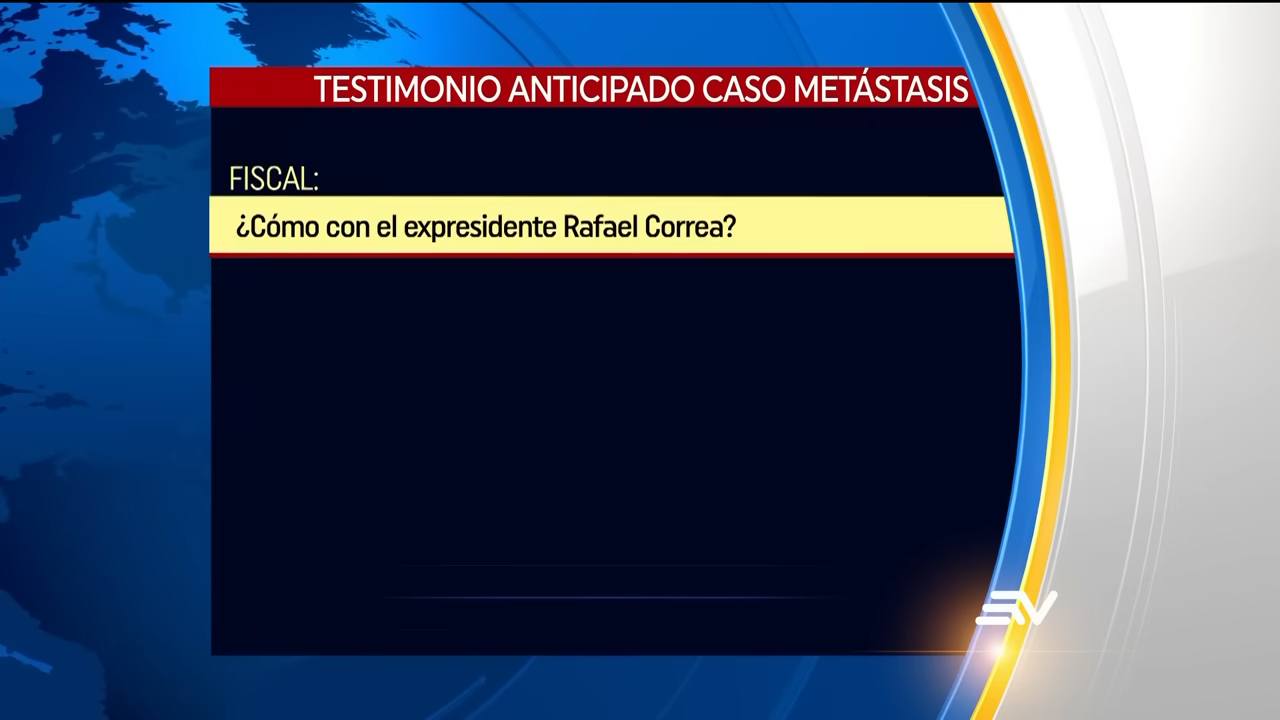 TESTIMONIO ANTICIPADO CASO METÁSTASIS
FISCAL:
¿Cómo con el expresidente Rafael Correa?